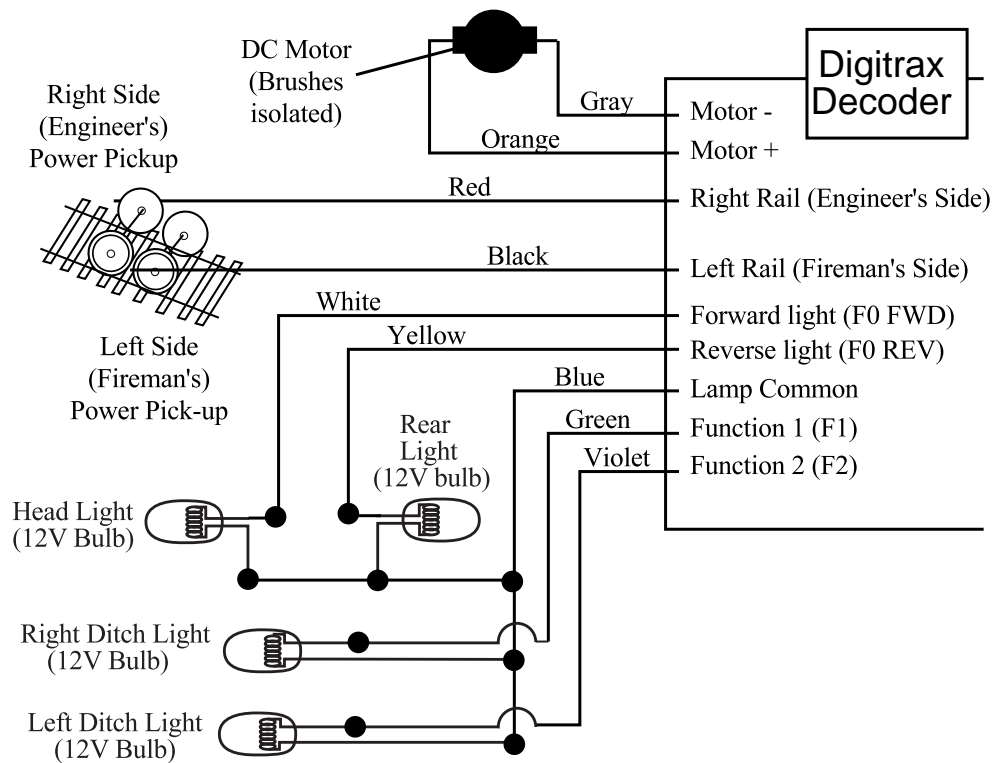 DC Motor
(Brushes
isolated)
Digitrax
Decoder
Right Side
(Engineer's)
Power Pickup
Gray
Motor -
Orange
Motor +
Red
Right Rail (Engineer's Side)
Black
Left Rail (Fireman's Side)
White
Forward light (F0 FWD)
Left Side
(Fireman's)
Power Pick-up
Yellow
Reverse light (F0 REV)
Blue
Lamp Common
Green
Function 1 (F1)
Violet
Function 2 (F2)
Rear
Light
(12V bulb)
Head Light
(12V Bulb)
Right Ditch Light
(12V Bulb)
Left Ditch Light
(12V Bulb)